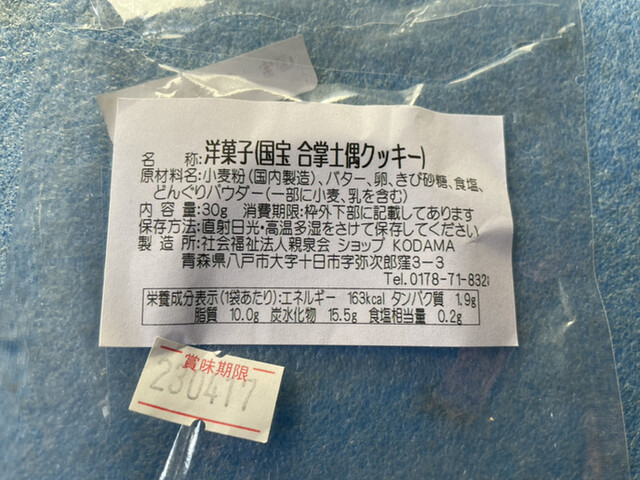 名　称:洋菓子(国宝 合掌土偶クッキー)
原材料名:小麦粉(国内製造)、バター、卵、きび砂糖、食塩、
どんぐりパウダー(一部に小麦、乳を含む)
内 容 量:30g　消費期限:枠外下部に記載してあります
保存方法:直射日光・高温多湿をさけて保存してください
製 造 所:社会福祉法人親泉会 ショップ KODAMA
青森県八戸市大字十日市字弥次郎窪3-3
Tel.0178-71-832
栄養成分表示(1袋あたり):エネルギー 163kcal タンパク質 1.9g
脂質 10.0g 炭水化物 15.5g 食塩相当量 0.2g
賞味期限
230417